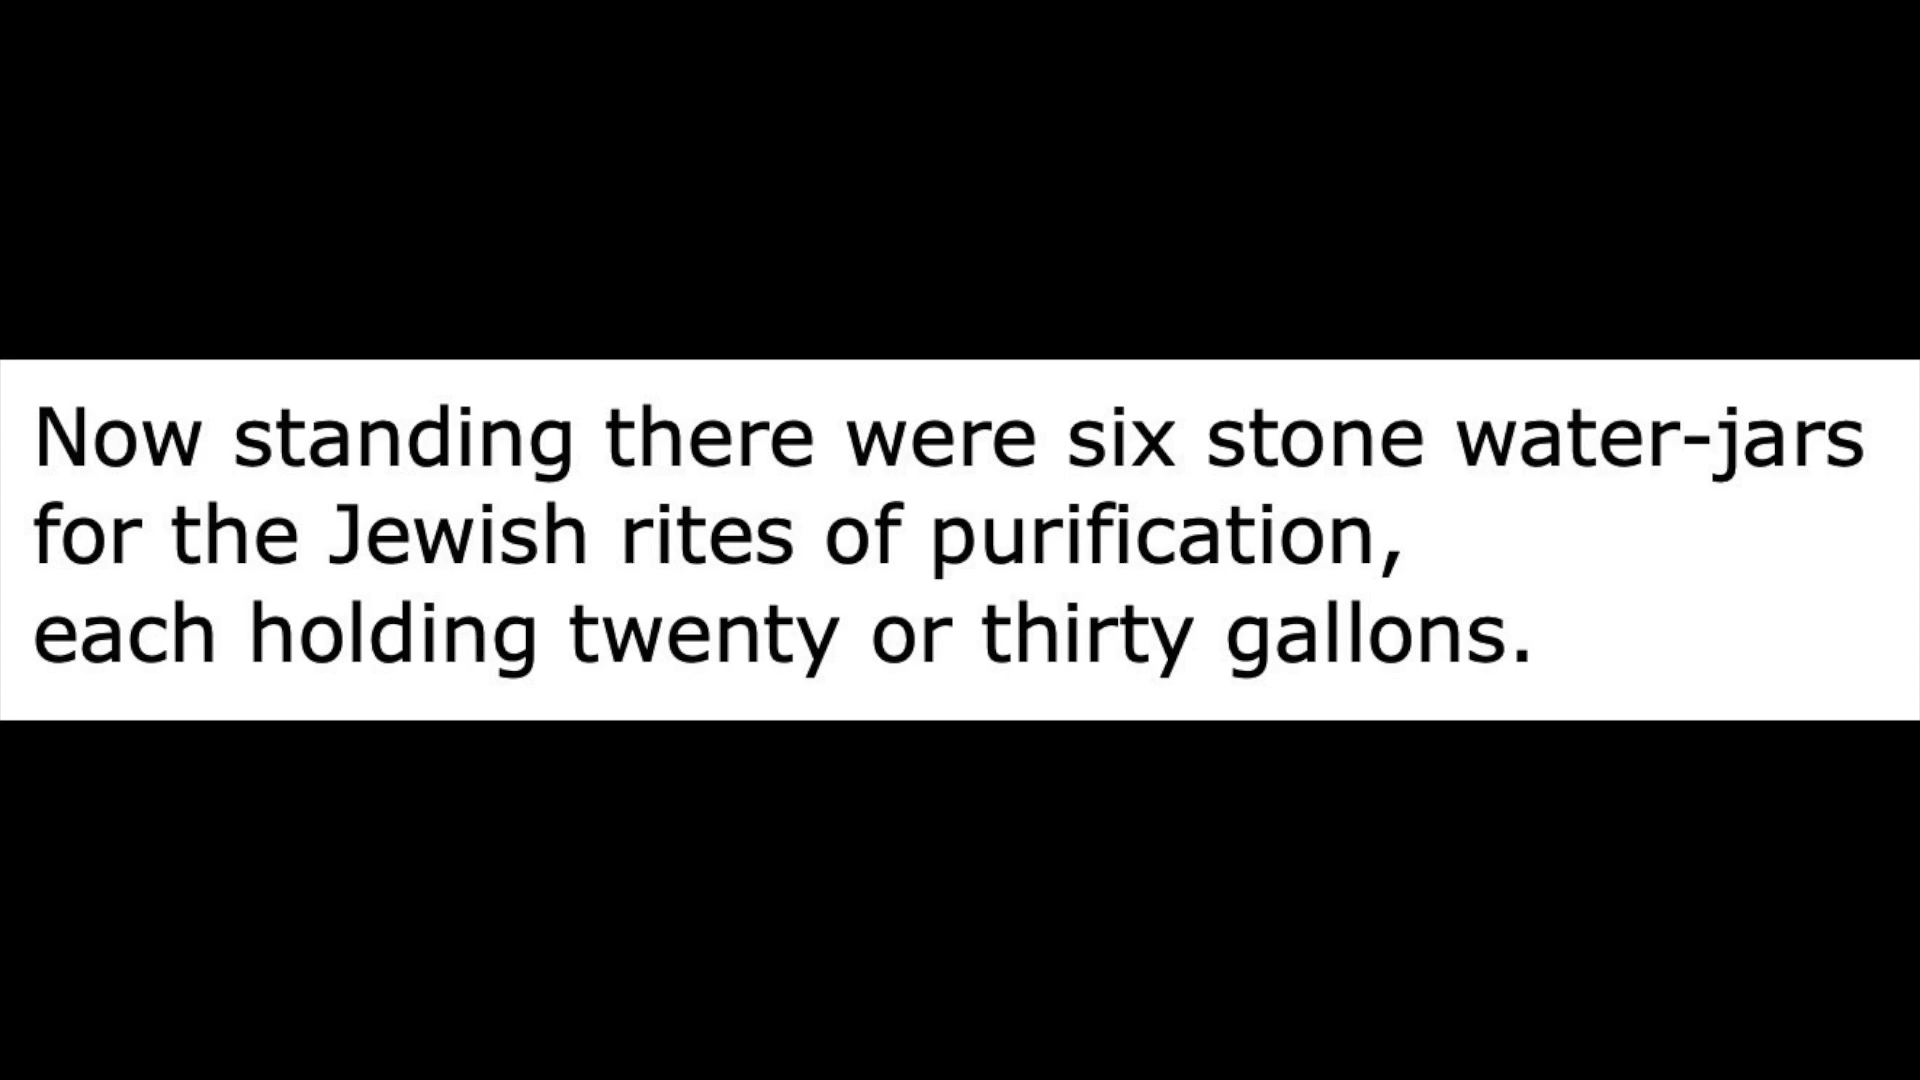 Now standing there were six stone water-jars
for the Jewish rites of purification,
each holding twenty or thirty gallons.